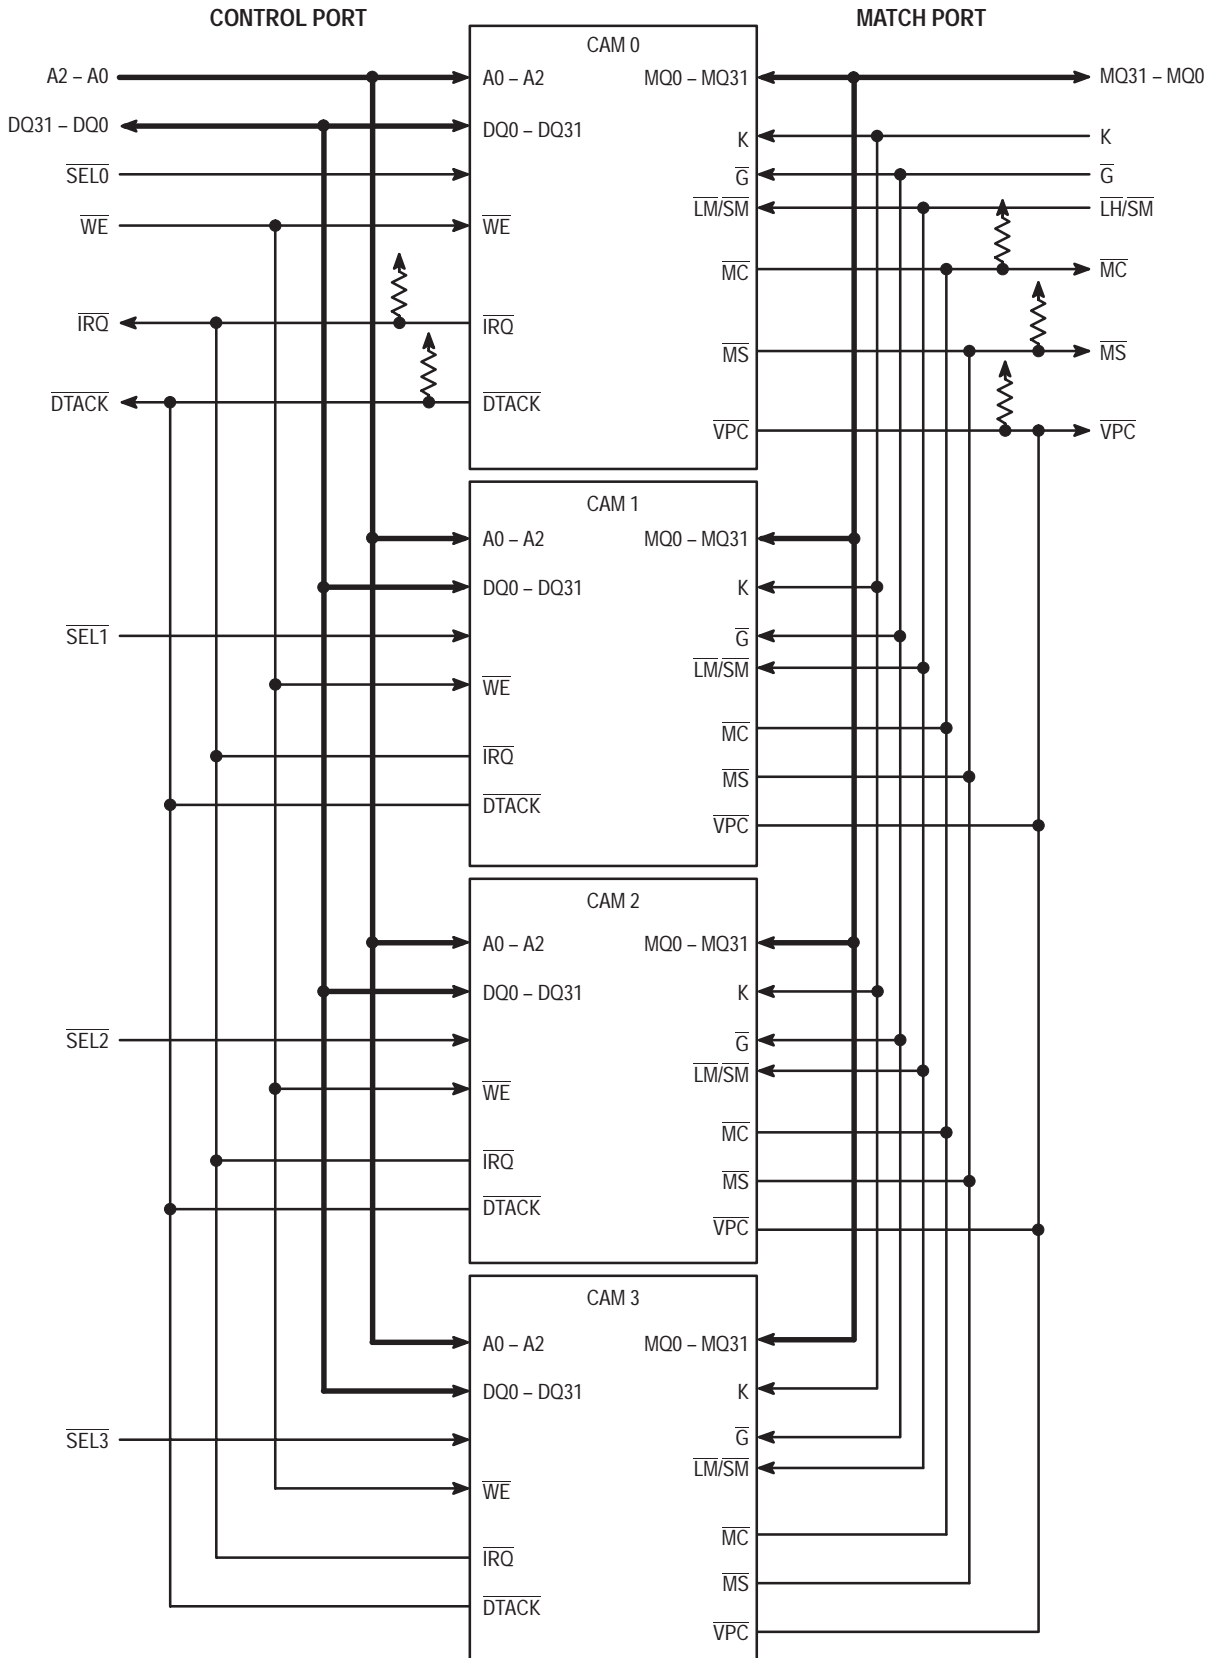 CONTROL PORT
MATCH PORT
CAM 0
A2 – A0
A0 – A2
MQ0 – MQ31
MQ31 – MQ0
DQ31 – DQ0
DQ0 – DQ31
K
K
SEL0
G
G
LM/SM
LH/SM
WE
WE
MC
MC
IRQ
IRQ
MS
MS
DTACK
DTACK
VPC
VPC
CAM 1
A0 – A2
MQ0 – MQ31
DQ0 – DQ31
K
SEL1
G
LM/SM
WE
MC
IRQ
MS
DTACK
VPC
CAM 2
A0 – A2
MQ0 – MQ31
DQ0 – DQ31
K
SEL2
G
LM/SM
WE
MC
IRQ
MS
DTACK
VPC
CAM 3
A0 – A2
MQ0 – MQ31
DQ0 – DQ31
K
SEL3
G
LM/SM
WE
MC
IRQ
MS
DTACK
VPC